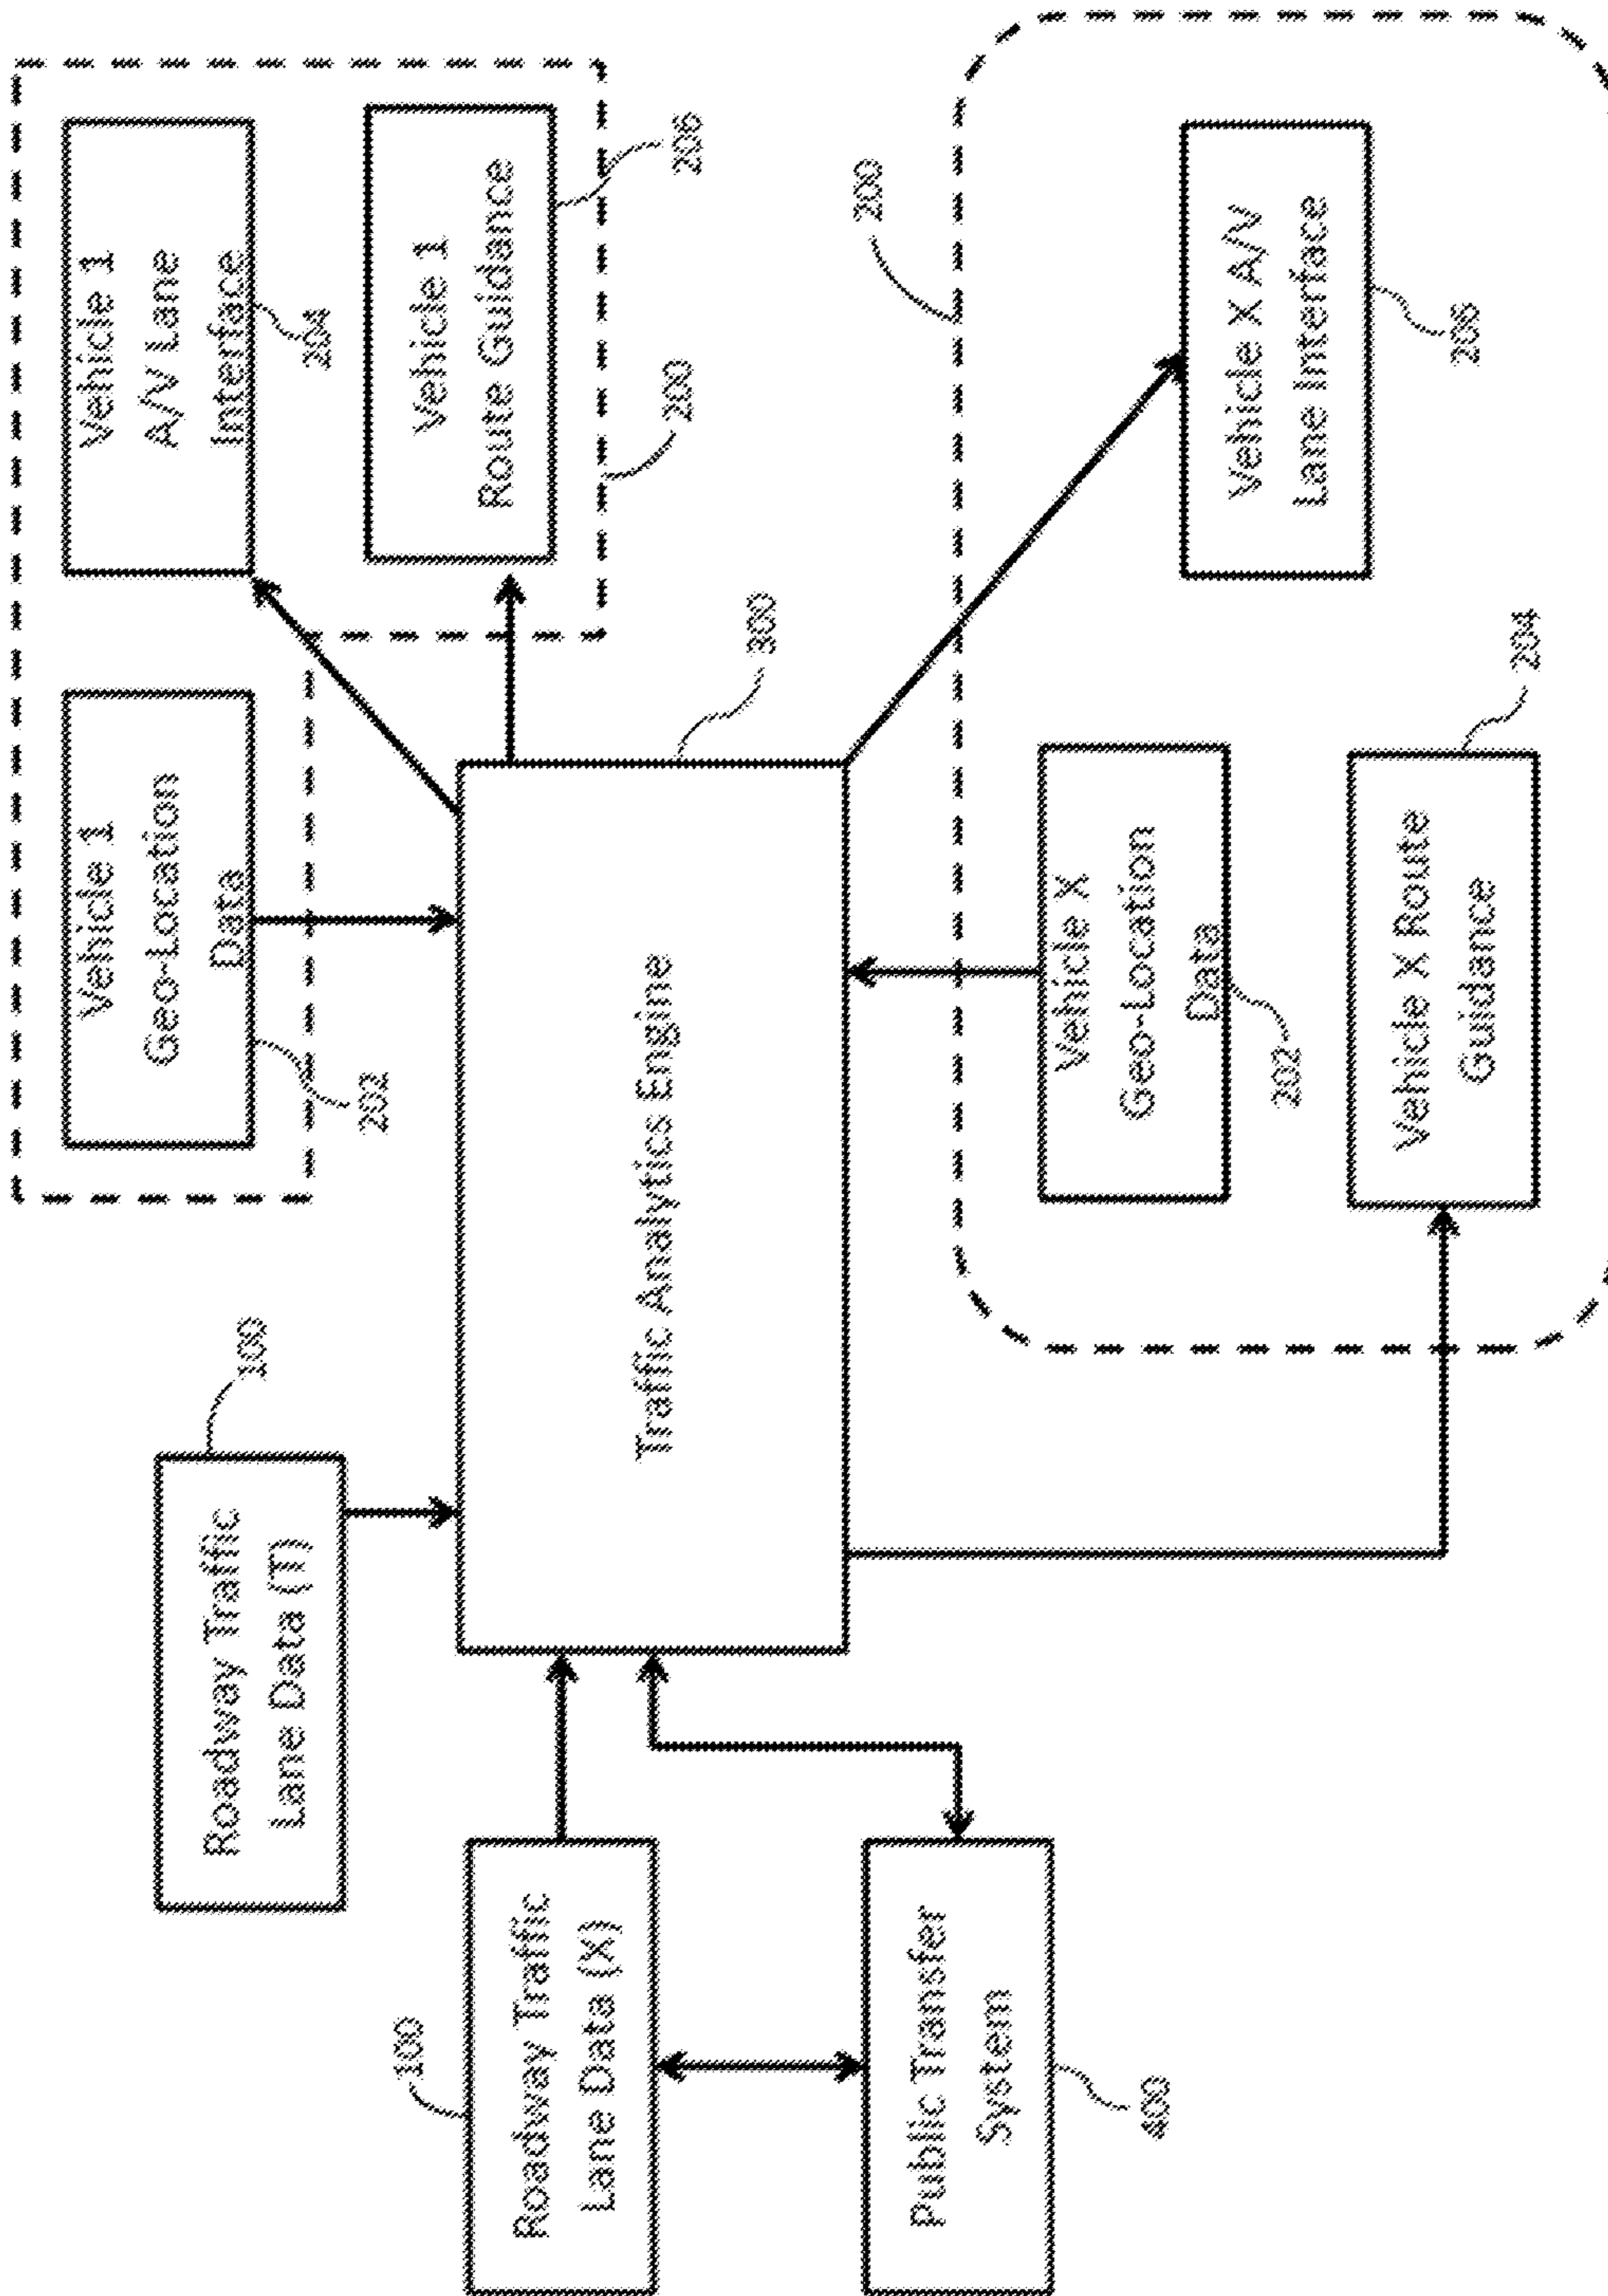 Roadway Traffic
Lane Data (T)
100
Vehicle 1
Geo-Location
Data
202
Vehicle 1
A/V Lane
Interface
204
Vehicle 1
Route Guidance
206
200
Roadway Traffic
Lane Data (X)
100
Traffic Analytics Engine
300
Public Transfer
System
400
200
Vehicle X
Geo-Location
Data
202
Vehicle X A/V
Lane Interface
206
Vehicle X Route
Guidance
204